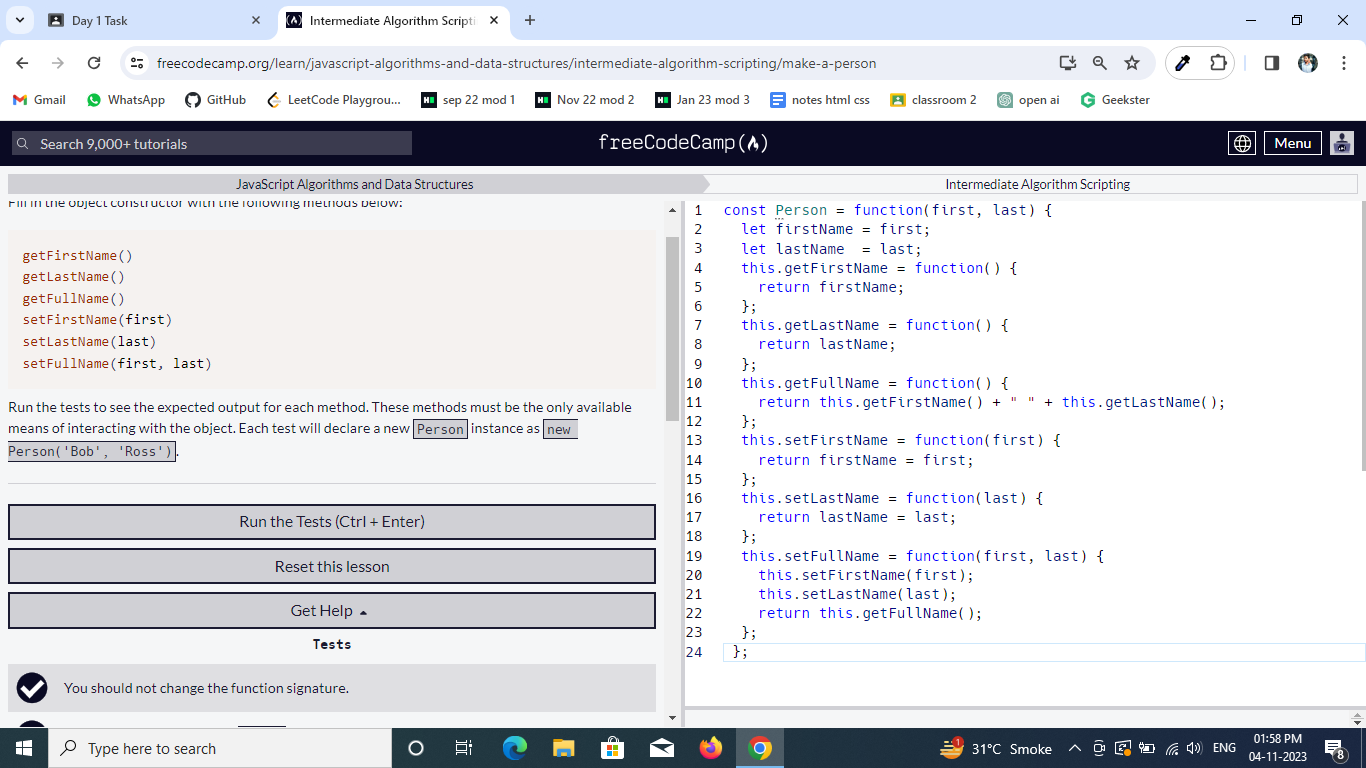 Day 1 Task
Intermediate Algorithm Scripti
freecodecamp.org/learn/javascript-algorithms-and-data-structures/intermediate-algorithm-scripting/make-a-person
Gmail WhatsApp GitHub LeetCode Playgrou... sep 22 mod 1 Nov 22 mod 2 Jan 23 mod 3 notes html css classroom 2 open ai Geekster
Search 9,000+ tutorials
freeCodeCamp
Menu
JavaScript Algorithms and Data Structures
Intermediate Algorithm Scripting
Fill in the object constructor with the following methods below:
getFirstName()
getLastName()
getFullName()
setFirstName(first)
setLastName(last)
setFullName(first, last)
Run the tests to see the expected output for each method. These methods must be the only available
means of interacting with the object. Each test will declare a new Person instance as new
Person('Bob', 'Ross').
Run the Tests (Ctrl + Enter)
Reset this lesson
Get Help
Tests
You should not change the function signature.
1 const Person = function(first, last) {
2   let firstName = first;
3   let lastName  = last;
4   this.getFirstName = function() {
5     return firstName;
6   };
7   this.getLastName = function() {
8     return lastName;
9   };
10   this.getFullName = function() {
11     return this.getFirstName() + " " + this.getLastName();
12   };
13   this.setFirstName = function(first) {
14     return firstName = first;
15   };
16   this.setLastName = function(last) {
17     return lastName = last;
18   };
19   this.setFullName = function(first, last) {
20     this.setFirstName(first);
21     this.setLastName(last);
22     return this.getFullName();
23   };
24  };
Type here to search
1
31°C Smoke
ENG
01:58 PM
04-11-2023
8